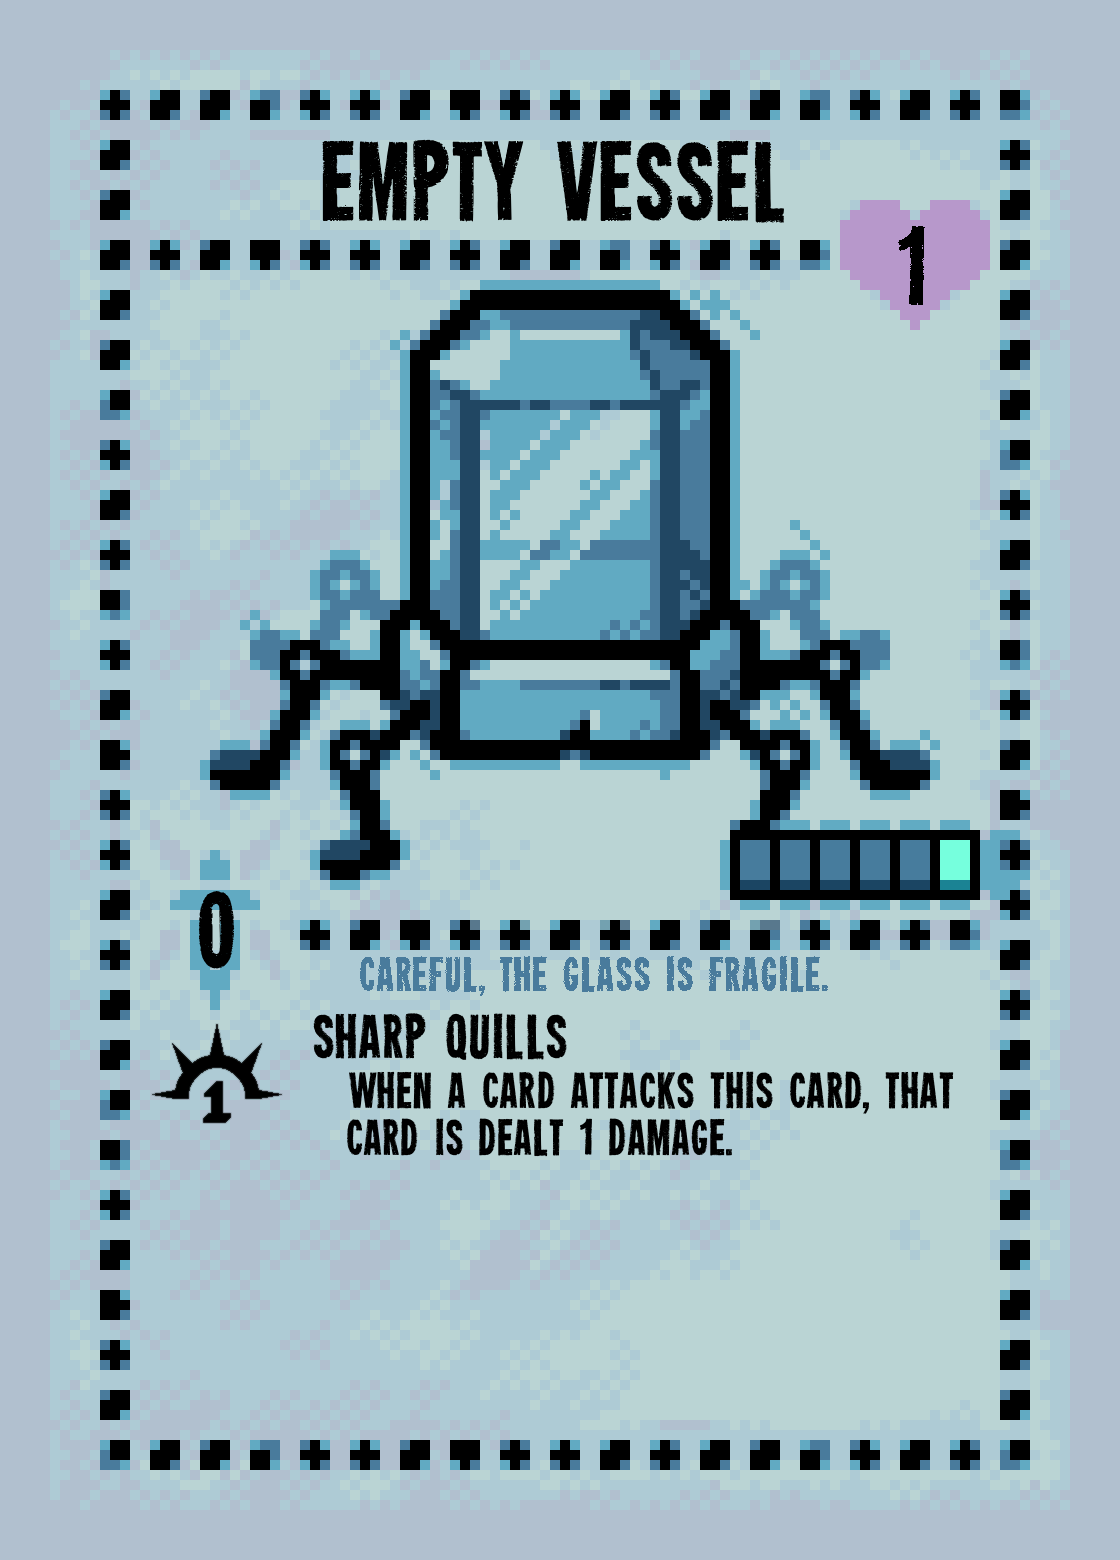 EMPTY VESSEL
1
0
CAREFUL, THE GLASS IS FRAGILE.
SHARP QUILLS
1
WHEN A CARD ATTACKS THIS CARD, THAT
CARD IS DEALT 1 DAMAGE.